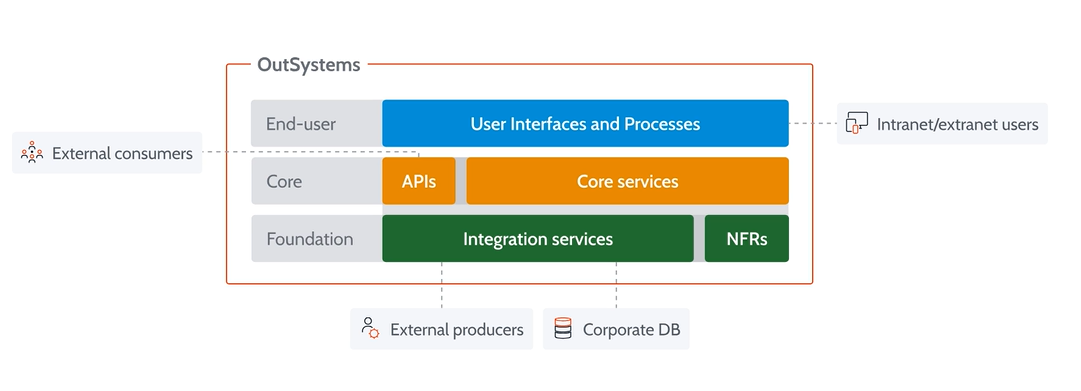 OutSystems
End-user
User Interfaces and Processes
Intranet/extranet users
External consumers
Core
APIs
Core services
Foundation
Integration services
NFRs
External producers
Corporate DB